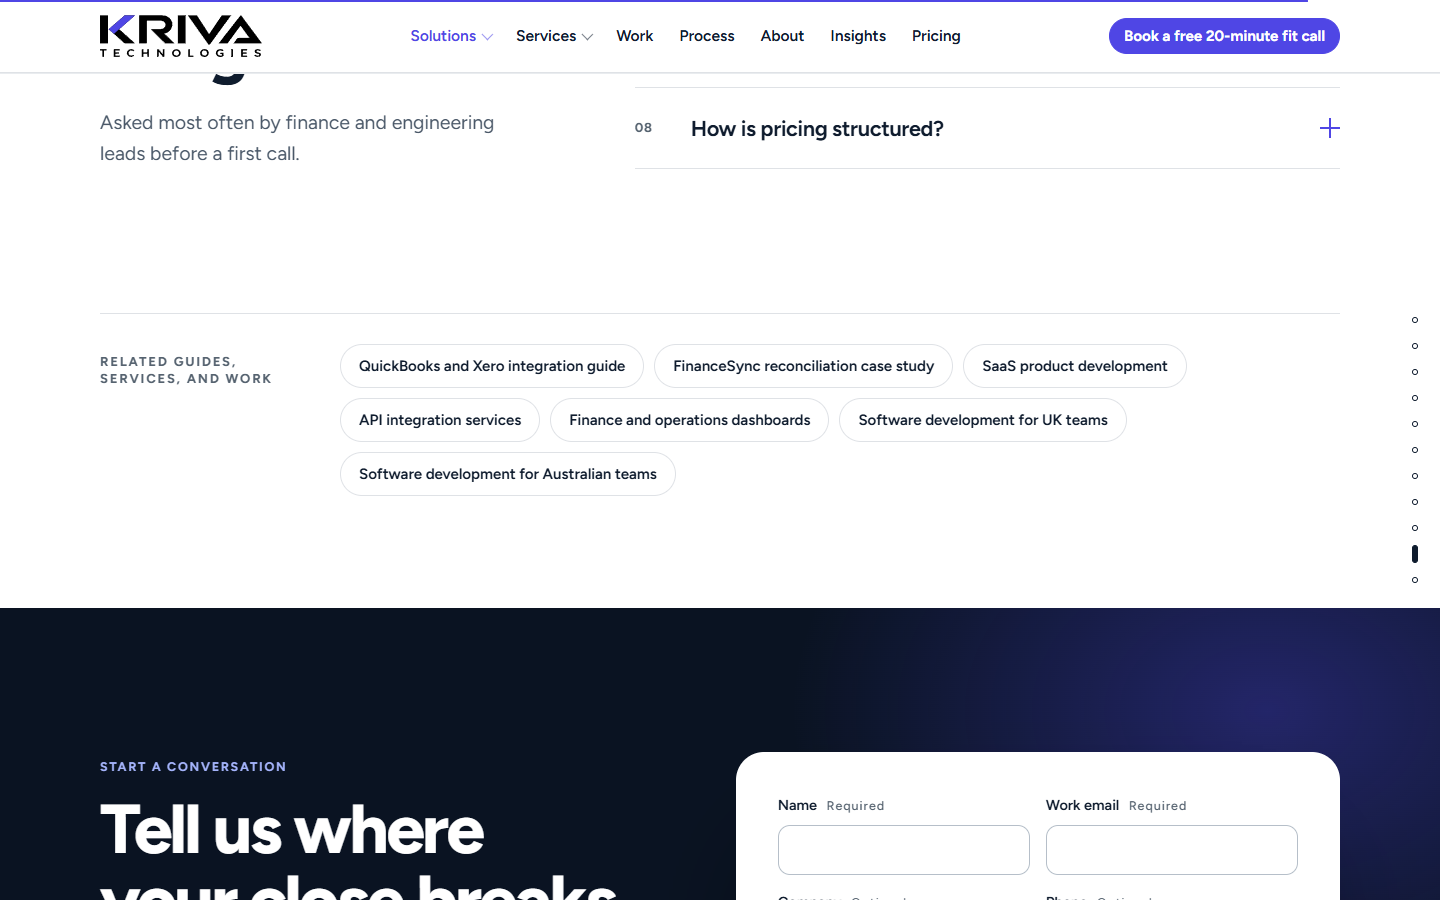 KRIVA
TECHNOLOGIES
Solutions Services Work Process About Insights Pricing
Book a free 20-minute fit call
Asked most often by finance and engineering
leads before a first call.
08 How is pricing structured?
RELATED GUIDES,
SERVICES, AND WORK
QuickBooks and Xero integration guide FinanceSync reconciliation case study SaaS product development
API integration services Finance and operations dashboards Software development for UK teams
Software development for Australian teams
START A CONVERSATION
Tell us where
your close breaks
Name Required Work email Required